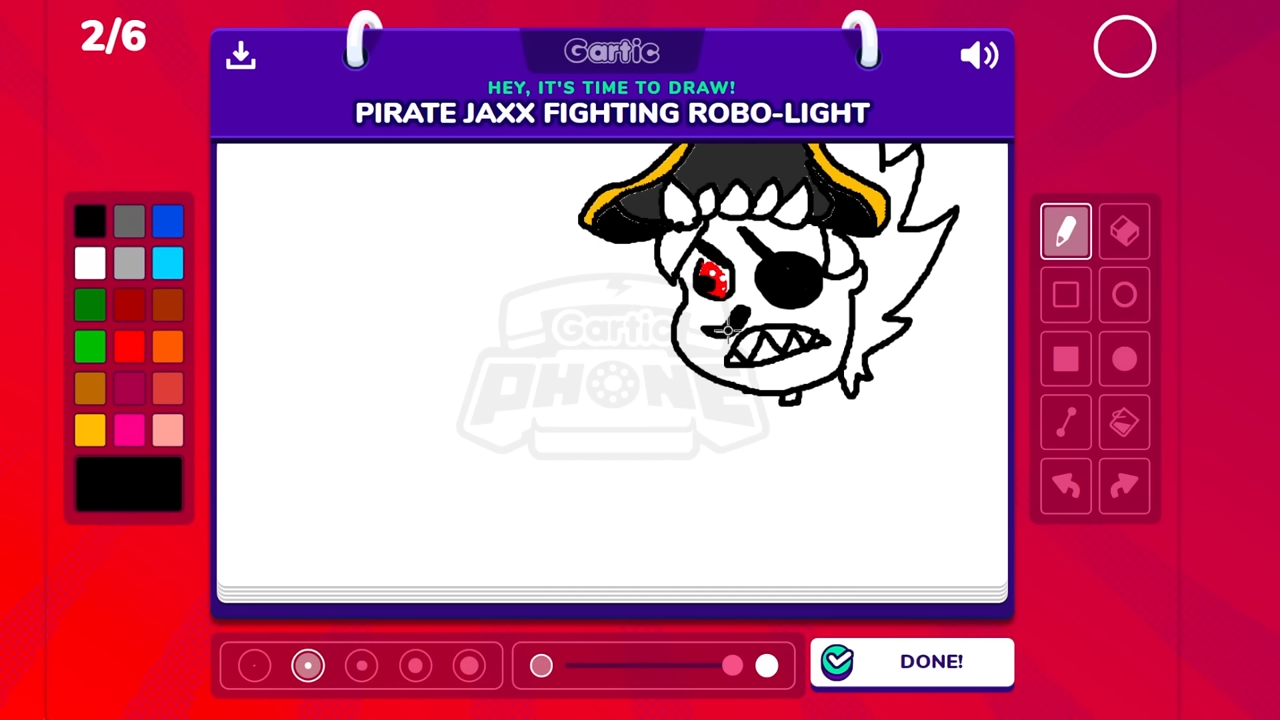 2/6
Gartic
HEY, IT'S TIME TO DRAW!
PIRATE JAXX FIGHTING ROBO-LIGHT
Gartic
PHONE
DONE!